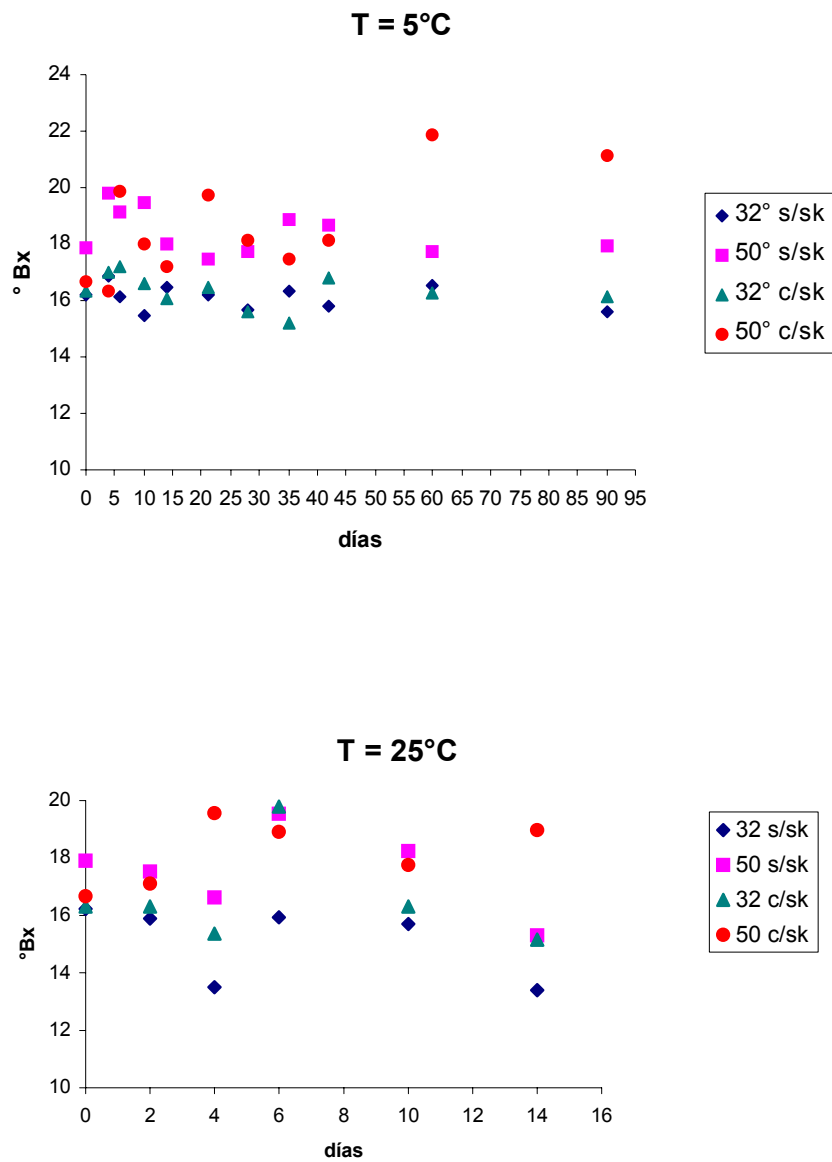 T = 5°C
24
22
20
18
16
14
12
10
° Bx
0 5 10 15 20 25 30 35 40 45 50 55 60 65 70 75 80 85 90 95
días
32° s/sk
50° s/sk
32° c/sk
50° c/sk
T = 25°C
20
18
16
14
12
10
°Bx
0 2 4 6 8 10 12 14 16
días
32 s/sk
50 s/sk
32 c/sk
50 c/sk